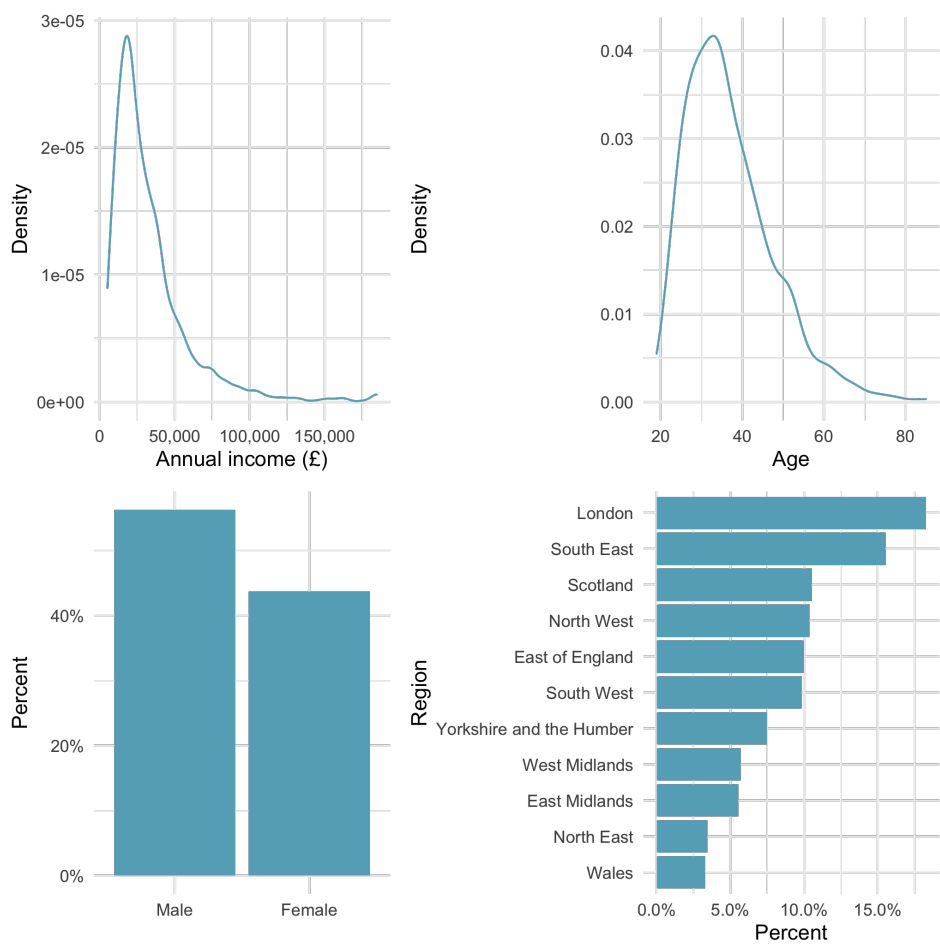 3e-05
2e-05
1e-05
0e+00
Density
0 50,000 100,000 150,000
Annual income (£)
0.04
0.03
0.02
0.01
0.00
Density
20 40 60 80
Age
40%
20%
0%
Percent
Male Female
London
South East
Scotland
North West
East of England
South West
Yorkshire and the Humber
West Midlands
East Midlands
North East
Wales
Region
0.0% 5.0% 10.0% 15.0%
Percent